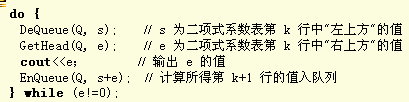 do {
DeQueue(Q, s); // s 为二项式系数表第 k 行中“左上方”的值
GetHead(Q, e); // e 为二项式系数表第 k 行中“右上方”的值
cout<<e; // 输出 e 的值
EnQueue(Q, s+e); // 计算所得第 k+1 行的值入队列
} while (e!=0);